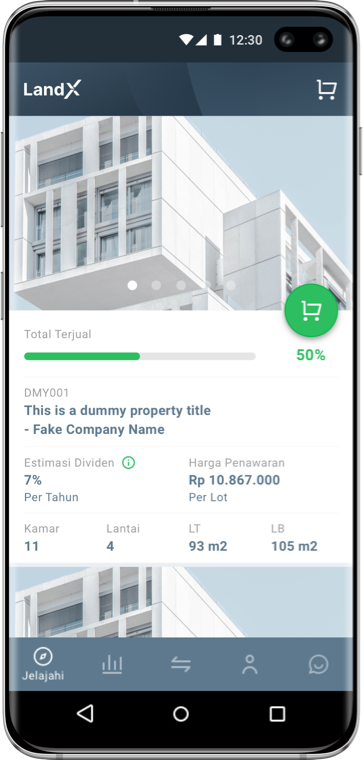 12:30
LandX
Total Terjual
50%
DMY001
This is a dummy property title
- Fake Company Name
Estimasi Dividen
Harga Penawaran
7%
Rp 10.867.000
Per Tahun
Per Lot
Kamar
Lantai
LT
LB
11
4
93 m2
105 m2
Jelajahi